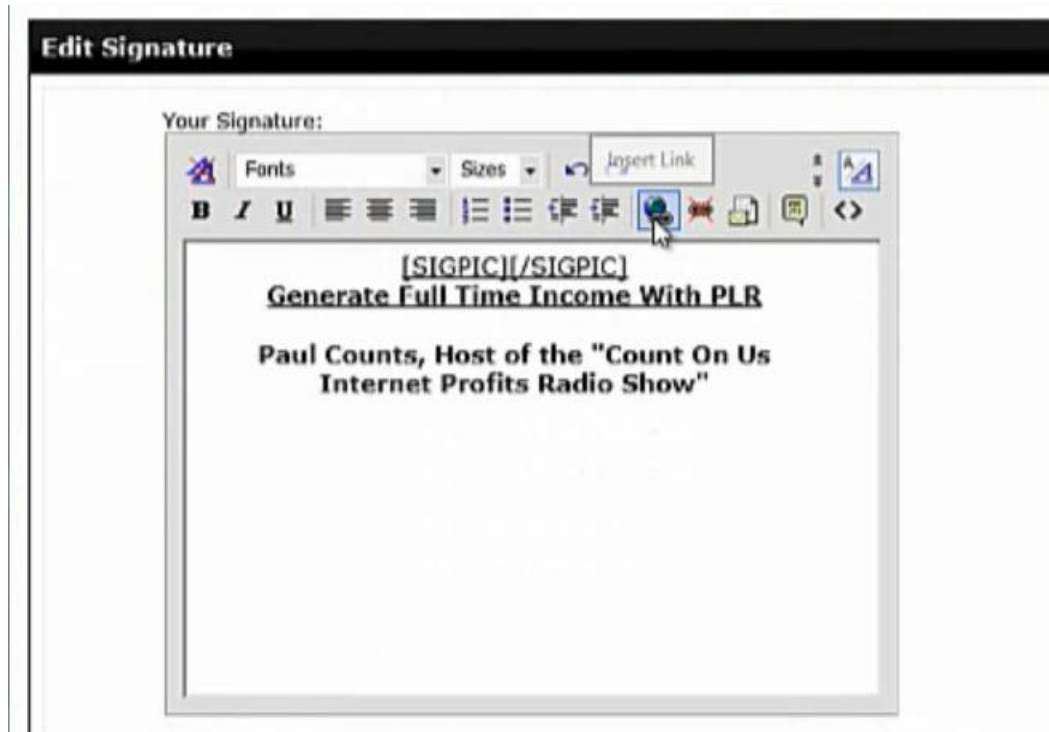 Edit Signature
Your Signature:
Fonts Sizes Insert Link
B I U
[SIGPIC][/SIGPIC]
Generate Full Time Income With PLR
Paul Counts, Host of the "Count On Us
Internet Profits Radio Show"